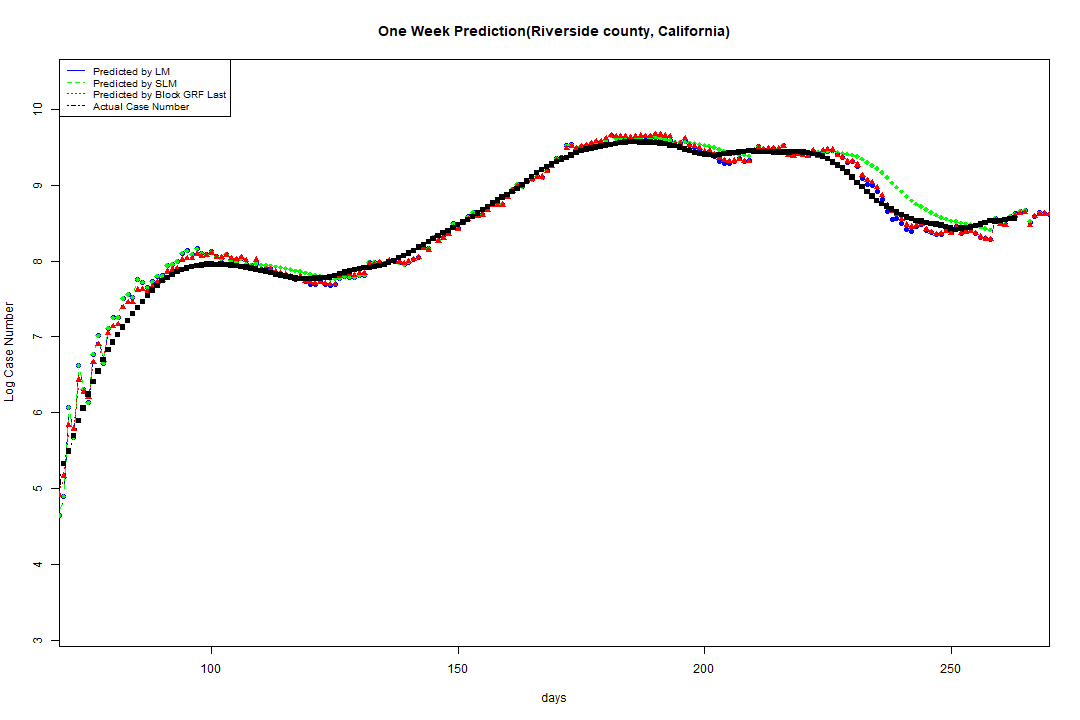 One Week Prediction(Riverside county, California)
Predicted by LM
Predicted by SLM
Predicted by Block GRF Last
Actual Case Number
10
9
8
7
6
5
4
3
Log Case Number
100 150 200 250
days